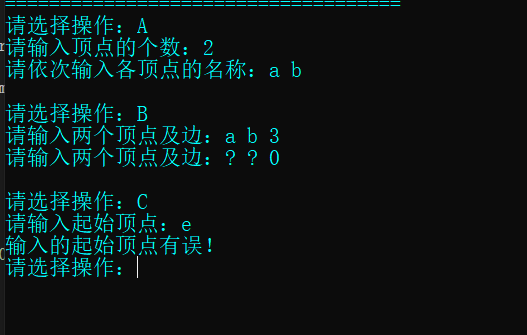 =====================================
请选择操作：A
请输入顶点的个数：2
请依次输入各顶点的名称：a b
请选择操作：B
请输入两个顶点及边：a b 3
请输入两个顶点及边：? ? 0
请选择操作：C
请输入起始顶点：e
输入的起始顶点有误！
请选择操作：